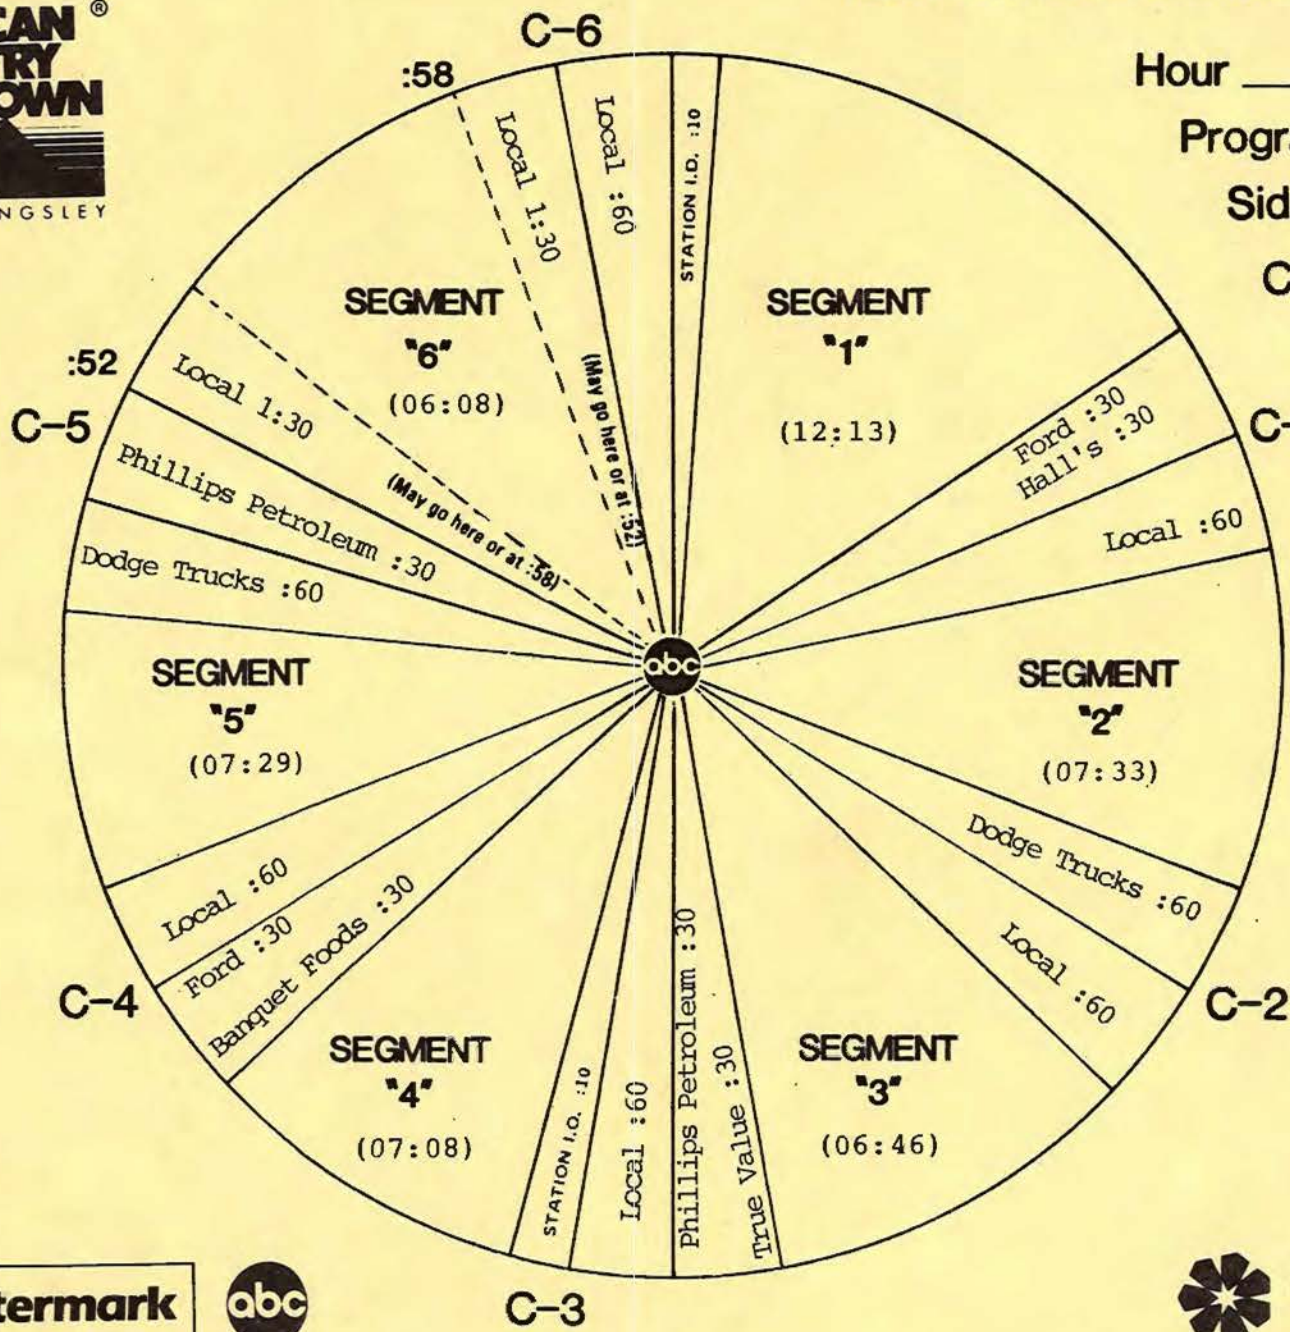 C-6
:58
Hour
Local 1:30
(May go here or at :52)
Local :60
STATION I.D. :10
SEGMENT
"1"
(12:13)
Ford :30
Hall's :30
Local :60
SEGMENT
"2"
(07:33)
Dodge Trucks :60
C-2
Local :60
SEGMENT
"3"
(06:46)
True Value :30
Phillips Petroleum :30
C-3
Local :60
STATION I.D. :10
SEGMENT
"4"
(07:08)
Banquet Foods :30
Ford :30
C-4
Local :60
SEGMENT
"5"
(07:29)
Dodge Trucks :60
Phillips Petroleum :30
C-5
:52
Local 1:30
(May go here or at :58)
SEGMENT
"6"
(06:08)
abc
abc